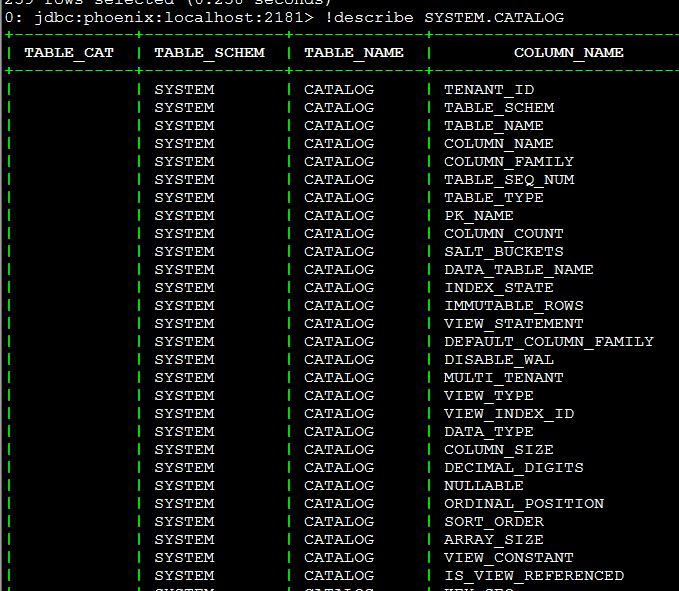 239 rows selected (0.238 seconds)
0: jdbc:phoenix:localhost:2181> !describe SYSTEM.CATALOG
+------------+--------------+-------------+-------------------------
| TABLE_CAT | TABLE_SCHEM | TABLE_NAME | COLUMN_NAME
+------------+--------------+-------------+-------------------------
| | SYSTEM | CATALOG | TENANT_ID
| | SYSTEM | CATALOG | TABLE_SCHEM
| | SYSTEM | CATALOG | TABLE_NAME
| | SYSTEM | CATALOG | COLUMN_NAME
| | SYSTEM | CATALOG | COLUMN_FAMILY
| | SYSTEM | CATALOG | TABLE_SEQ_NUM
| | SYSTEM | CATALOG | TABLE_TYPE
| | SYSTEM | CATALOG | PK_NAME
| | SYSTEM | CATALOG | COLUMN_COUNT
| | SYSTEM | CATALOG | SALT_BUCKETS
| | SYSTEM | CATALOG | DATA_TABLE_NAME
| | SYSTEM | CATALOG | INDEX_STATE
| | SYSTEM | CATALOG | IMMUTABLE_ROWS
| | SYSTEM | CATALOG | VIEW_STATEMENT
| | SYSTEM | CATALOG | DEFAULT_COLUMN_FAMILY
| | SYSTEM | CATALOG | DISABLE_WAL
| | SYSTEM | CATALOG | MULTI_TENANT
| | SYSTEM | CATALOG | VIEW_TYPE
| | SYSTEM | CATALOG | VIEW_INDEX_ID
| | SYSTEM | CATALOG | DATA_TYPE
| | SYSTEM | CATALOG | COLUMN_SIZE
| | SYSTEM | CATALOG | DECIMAL_DIGITS
| | SYSTEM | CATALOG | NULLABLE
| | SYSTEM | CATALOG | ORDINAL_POSITION
| | SYSTEM | CATALOG | SORT_ORDER
| | SYSTEM | CATALOG | ARRAY_SIZE
| | SYSTEM | CATALOG | VIEW_CONSTANT
| | SYSTEM | CATALOG | IS_VIEW_REFERENCED
| | SYSTEM | CATALOG | KEY_SEQ